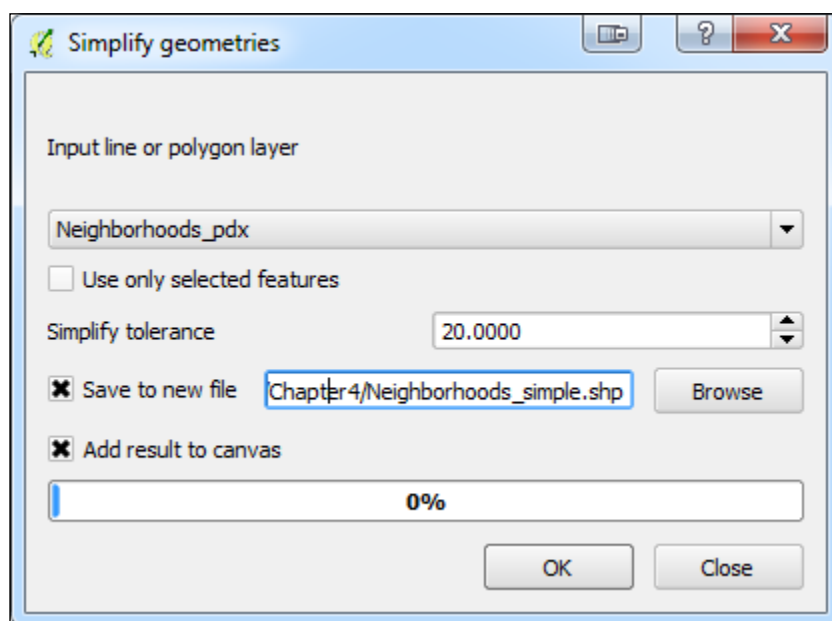 Simplify geometries
Input line or polygon layer
Neighborhoods_pdx
Use only selected features
Simplify tolerance 20.0000
Save to new file /Chapter4/Neighborhoods_simple.shp Browse
Add result to canvas
0%
OK Close